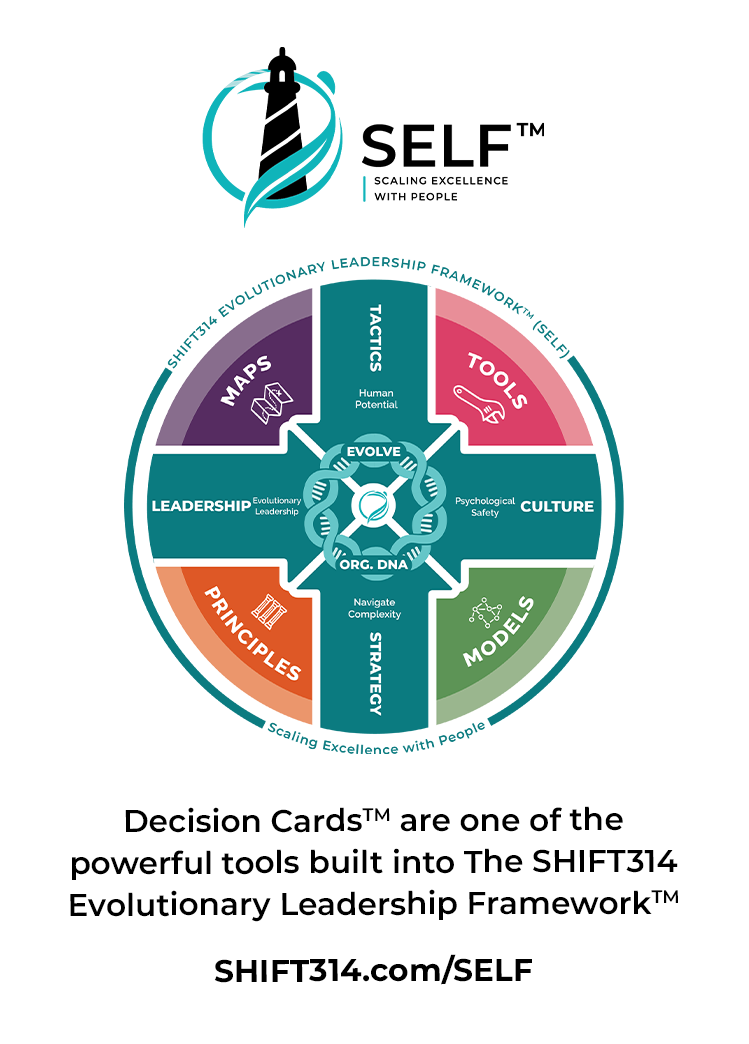 SELF™
SCALING EXCELLENCE
WITH PEOPLE
SHIFT314 EVOLUTIONARY LEADERSHIP FRAMEWORK™ (SELF)
MAPS
TACTICS
Human
Potential
TOOLS
EVOLVE
LEADERSHIP
Evolutionary
Leadership
Psychological
Safety
CULTURE
ORG. DNA
PRINCIPLES
Navigate
Complexity
STRATEGY
MODELS
Scaling Excellence with People
Decision Cards™ are one of the
powerful tools built into The SHIFT314
Evolutionary Leadership Framework™
SHIFT314.com/SELF